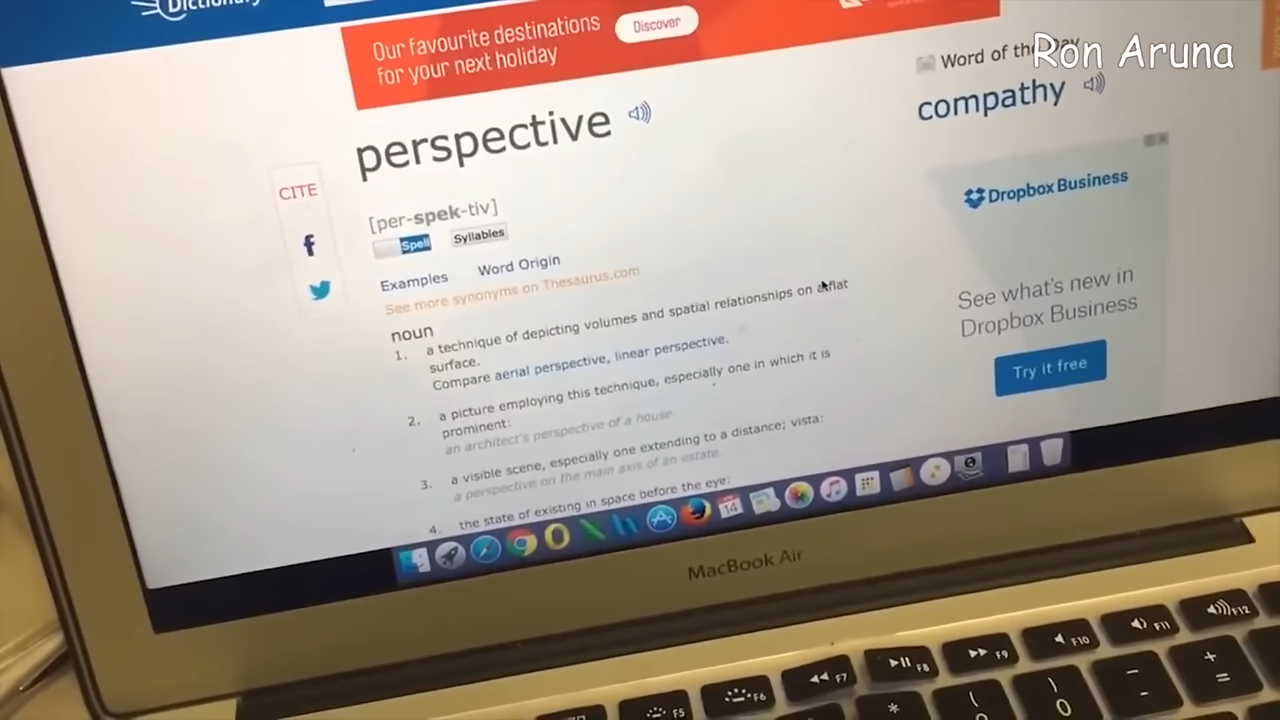 Dictionary
Ron Aruna
Our favourite destinations
for your next holiday
Discover
Word of the Day
compathy
perspective
CITE
[per-spek-tiv]
Spell
Syllables
Examples
Word Origin
See more synonyms on Thesaurus.com
noun
1. a technique of depicting volumes and spatial relationships on a flat
surface.
Compare aerial perspective, linear perspective.
2. a picture employing this technique, especially one in which it is
prominent:
an architect's perspective of a house.
3. a visible scene, especially one extending to a distance; vista:
a perspective on the main axis of an estate.
4. the state of existing in space before the eye:
Dropbox Business
See what's new in
Dropbox Business
Try it free
14
MacBook Air
F5
F6
F7
F8
F9
F10
F11
F12
*
(
)
0
-
+
=